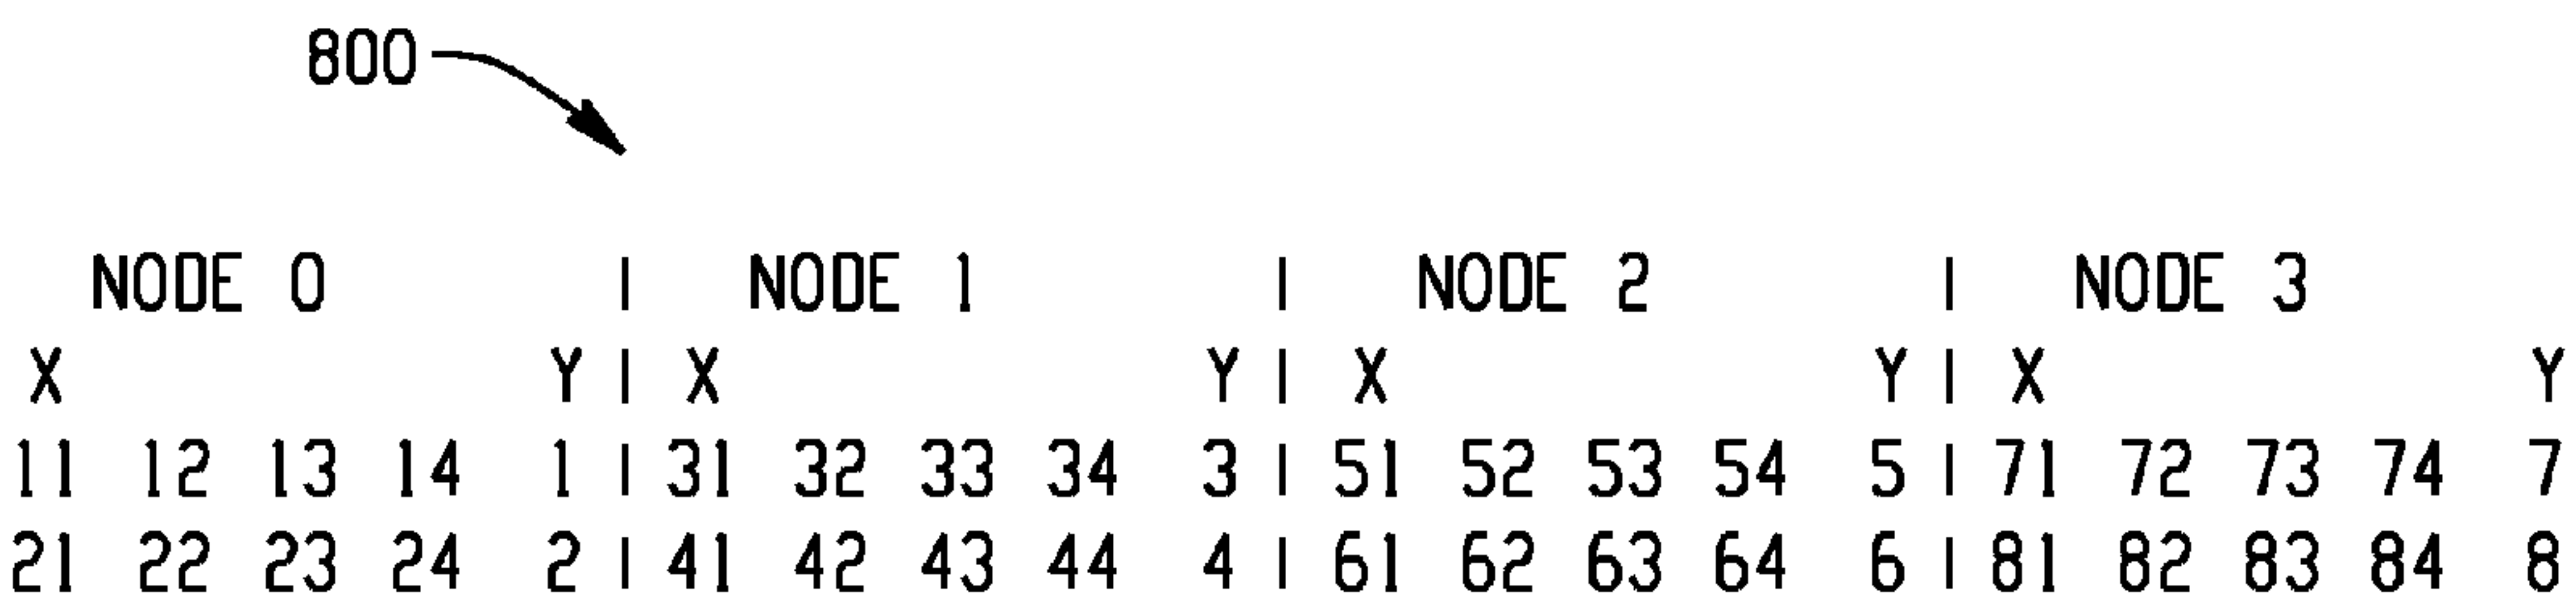 800
NODE 0 | NODE 1 | NODE 2 | NODE 3
X Y | X Y | X Y | X Y
11 12 13 14 1 | 31 32 33 34 3 | 51 52 53 54 5 | 71 72 73 74 7
21 22 23 24 2 | 41 42 43 44 4 | 61 62 63 64 6 | 81 82 83 84 8